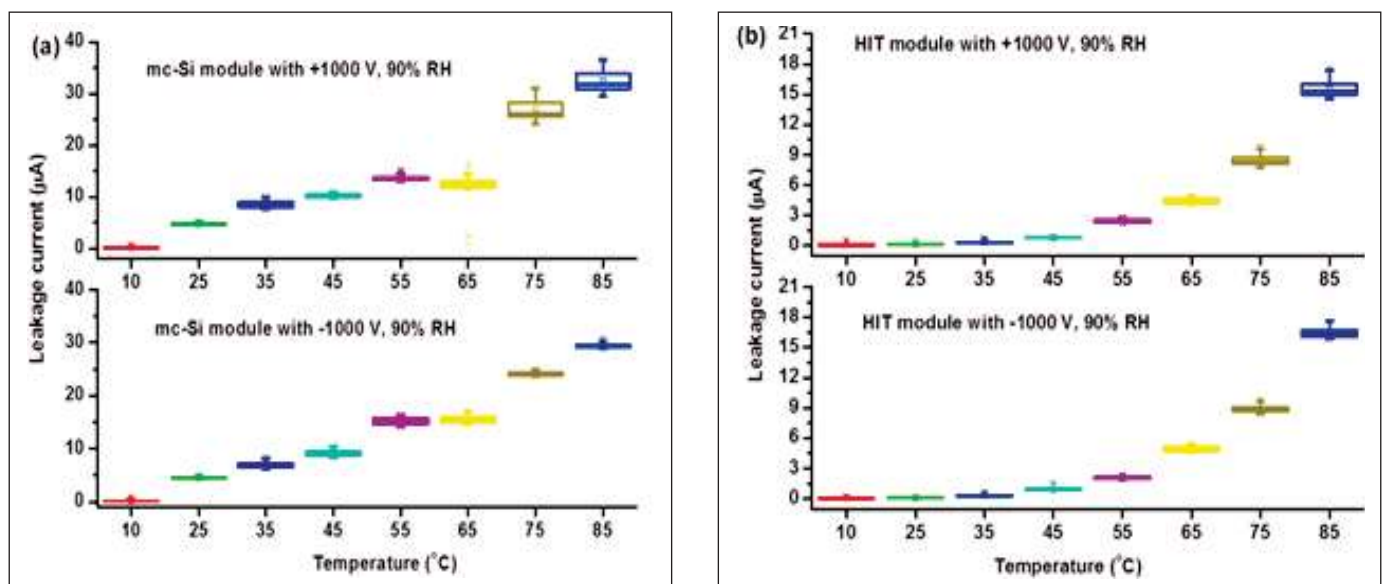 (a)
mc-Si module with +1000 V, 90% RH
40
30
20
10
0
10 25 35 45 55 65 75 85
mc-Si module with -1000 V, 90% RH
40
30
20
10
0
10 25 35 45 55 65 75 85
Leakage current (μA)
Temperature (°C)
(b)
HIT module with +1000 V, 90% RH
21
18
15
12
9
6
3
0
10 25 35 45 55 65 75 85
HIT module with -1000 V, 90% RH
21
18
15
12
9
6
3
0
10 25 35 45 55 65 75 85
Leakage current (μA)
Temperature (°C)